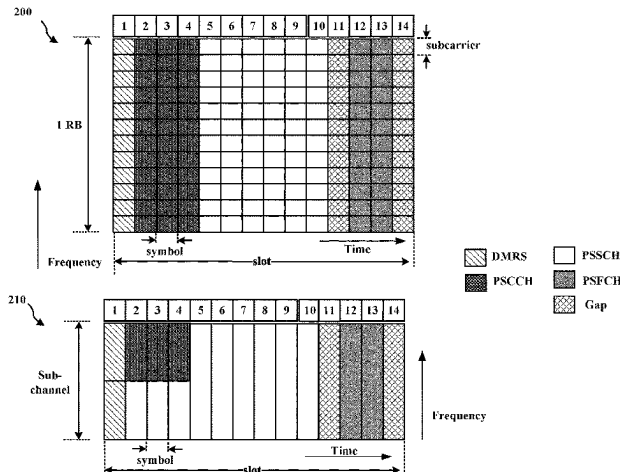 200
1 2 3 4 5 6 7 8 9 10 11 12 13 14
subcarrier
1 RB
symbol
Time
Frequency
slot
DMRS
PSSCH
PSCCH
PSFCH
Gap
210
1 2 3 4 5 6 7 8 9 10 11 12 13 14
Sub-
channel
Frequency
symbol
Time
slot